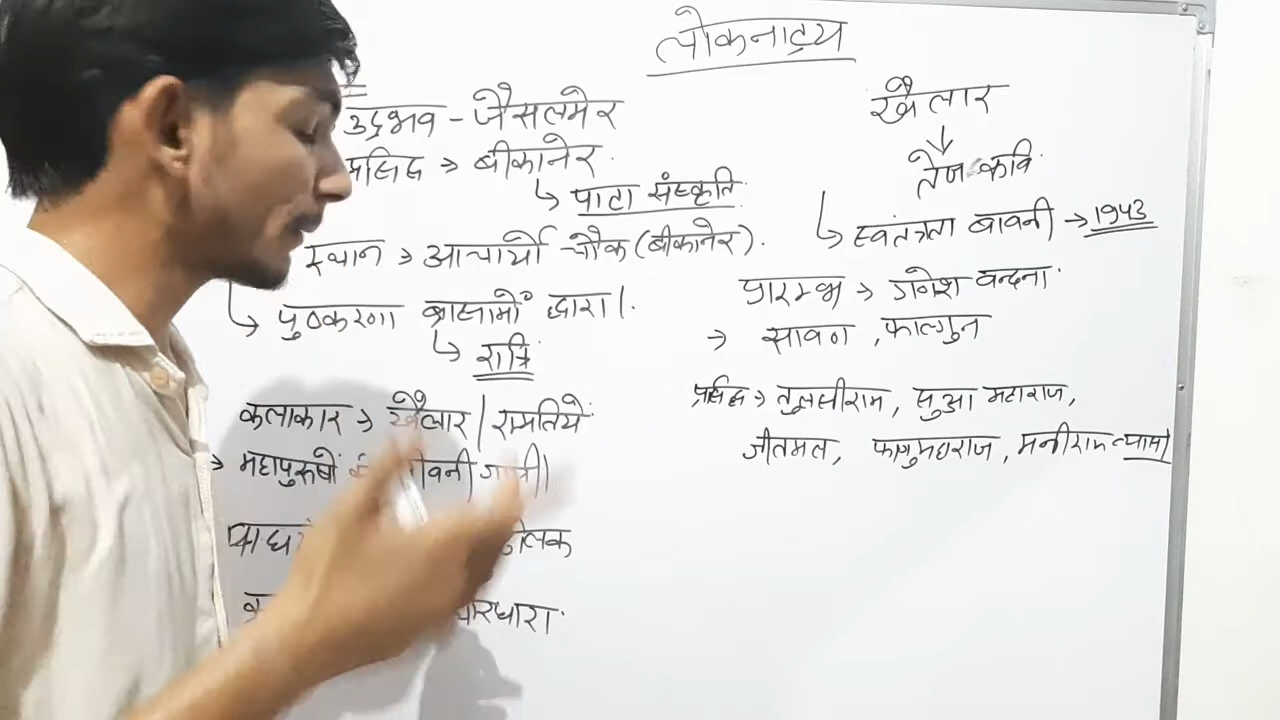 लोकनाट्य
उद्भव - जैसलमेर
प्रसिद्ध → बीकानेर.
↳ पाटा संस्कृति.
स्थान → आचार्यो चौक (बीकानेर).
↳ पुष्करणा ब्राह्मणों द्वारा।.
↳ रात्रि
कलाकार → खैलार / रम्मतिये.
→ महापुरुषों जीवनी
खैलार
↓
तेज कवि.
↳ स्वतंत्रता बावनी → 1943
प्रारम्भ → गणेश वन्दना.
→ सावण, फाल्गुन
प्रसिद्ध → तुलसीराम, सुआ महाराज,
जीतमल, फागु महाराज, मनीराम व्यास।